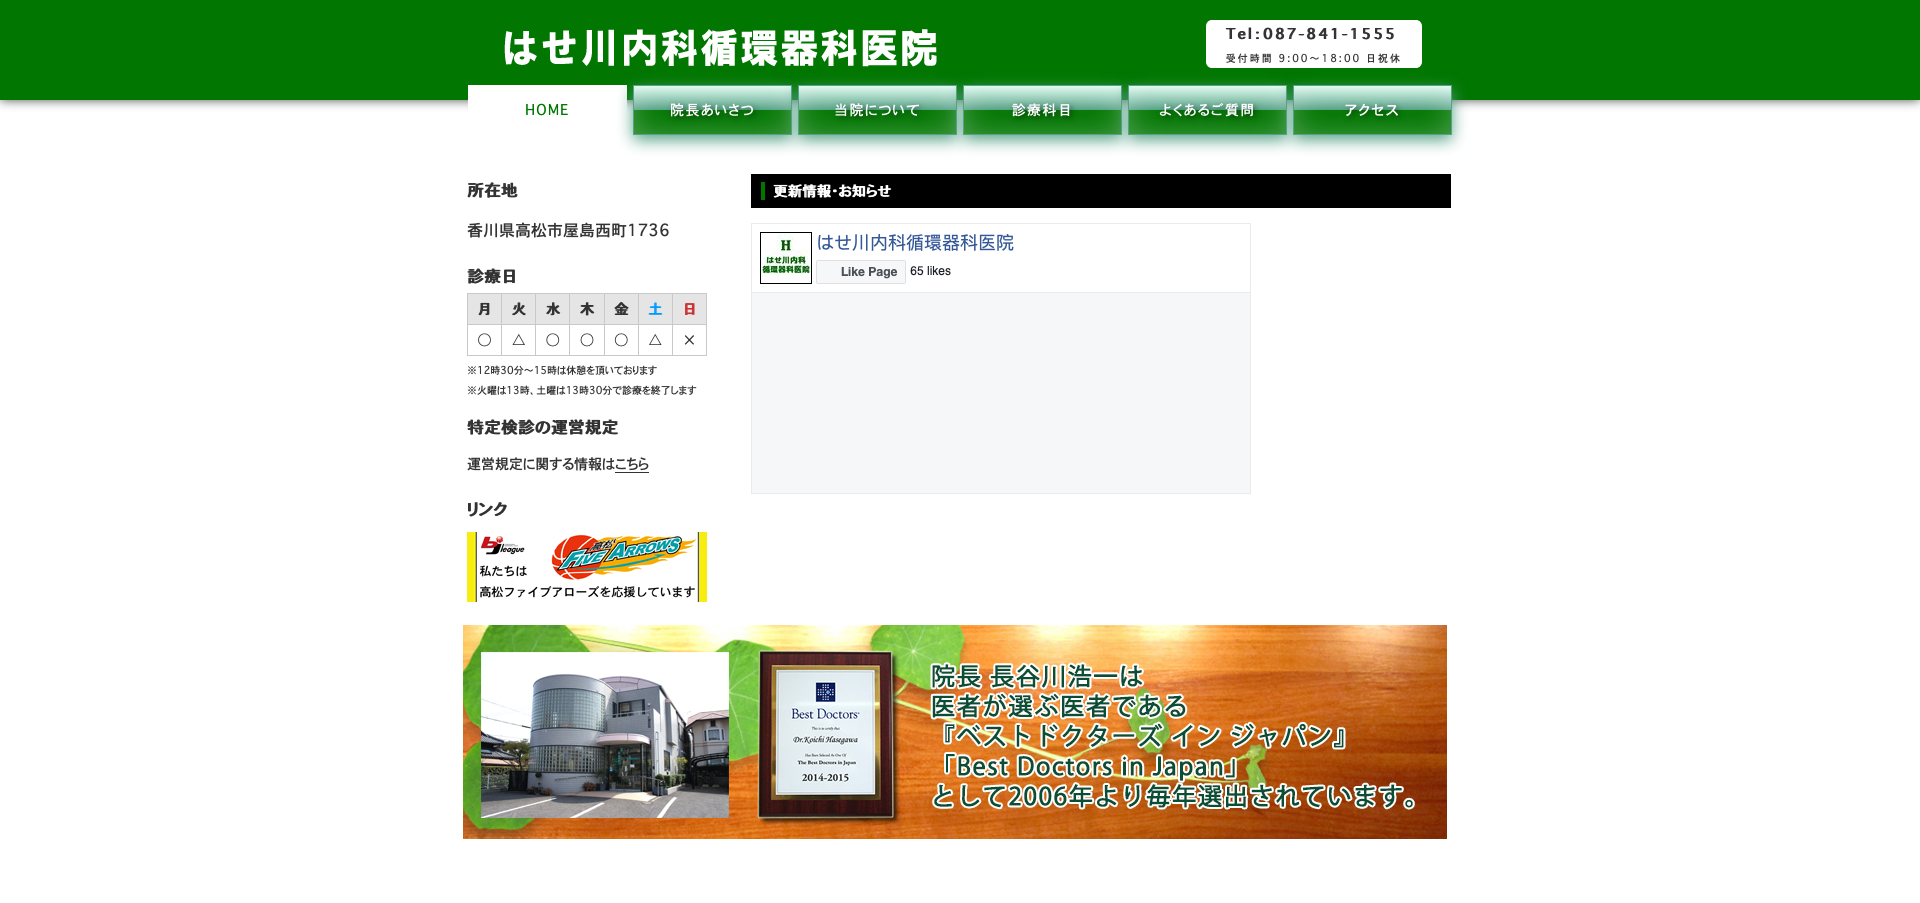 はせ川内科循環器科医院
Tel:087-841-1555
受付時間 9:00～18:00 日祝休
HOME
院長あいさつ
当院について
診療科目
よくあるご質問
アクセス
所在地
香川県高松市屋島西町1736
診療日
月 火 水 木 金 土 日
○ △ ○ ○ ○ △ ×
※12時30分～15時は休憩を頂いております
※火曜は13時、土曜は13時30分で診療を終了します
特定検診の運営規定
運営規定に関する情報はこちら
リンク
bj league
高松 FIVE ARROWS
私たちは
高松ファイブアローズを応援しています
更新情報・お知らせ
H
はせ川内科
循環器科医院
はせ川内科循環器科医院
Like Page
65 likes
Best Doctors
This is to certify that
Dr.Koichi Hasegawa
Has Been Selected As One Of
The Best Doctors in Japan
2014-2015
院長 長谷川浩一は
医者が選ぶ医者である
『ベストドクターズ イン ジャパン』
「Best Doctors in Japan」
として2006年より毎年選出されています。